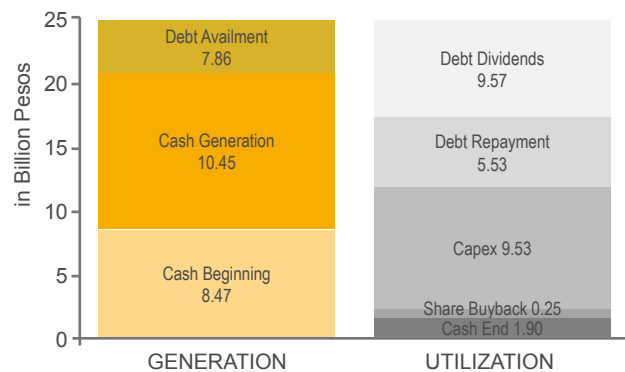 in Billion Pesos
25
20
15
10
5
0
Debt Availment
7.86
Cash Generation
10.45
Cash Beginning
8.47
GENERATION
Debt Dividends
9.57
Debt Repayment
5.53
Capex 9.53
Share Buyback 0.25
Cash End 1.90
UTILIZATION